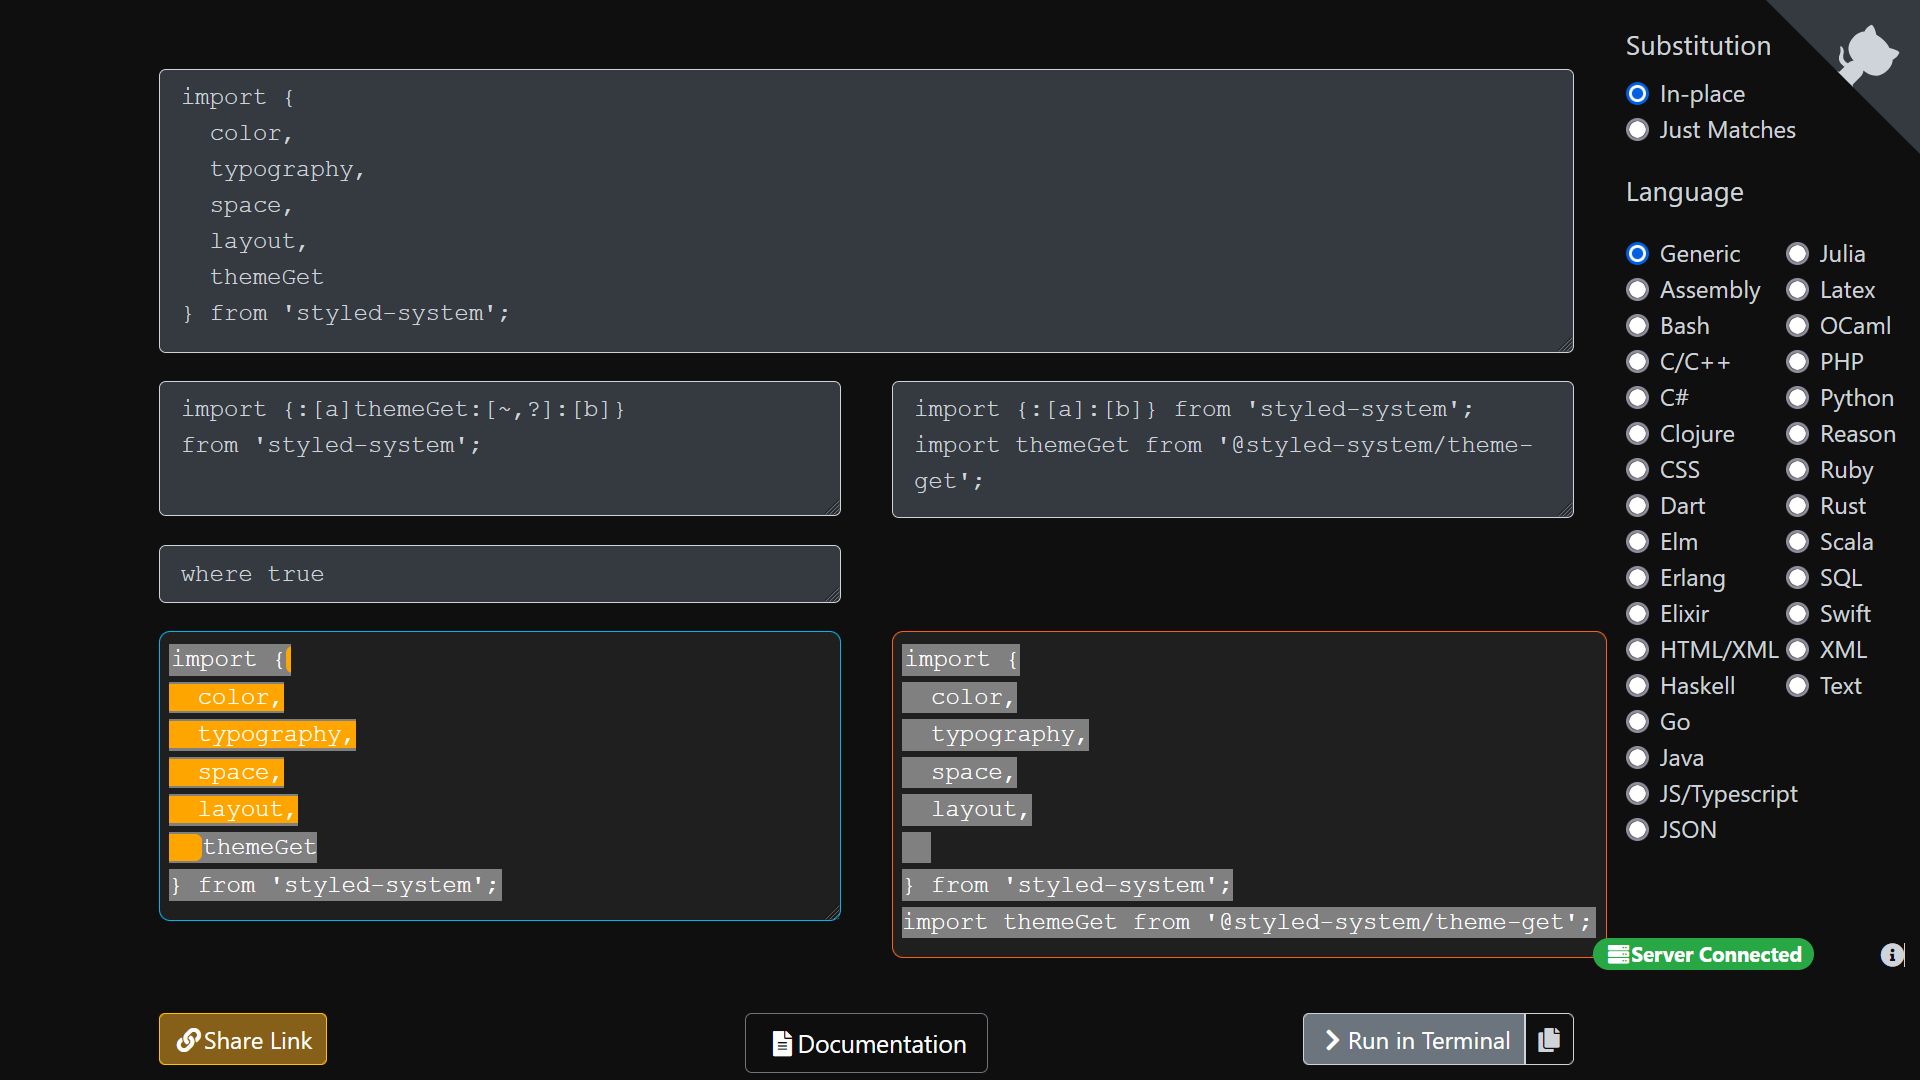 import {
  color,
  typography,
  space,
  layout,
  themeGet
} from 'styled-system';
import {:[a]themeGet:[~,?]:[b]}
from 'styled-system';
import {:[a]:[b]} from 'styled-system';
import themeGet from '@styled-system/theme-
get';
where true
import {
  color,
  typography,
  space,
  layout,
  themeGet
} from 'styled-system';
import {
  color,
  typography,
  space,
  layout,
} from 'styled-system';
import themeGet from '@styled-system/theme-get';
Share Link
Documentation
Run in Terminal
Substitution
In-place
Just Matches
Language
Generic
Assembly
Bash
C/C++
C#
Clojure
CSS
Dart
Elm
Erlang
Elixir
HTML/XML
Haskell
Go
Java
JS/Typescript
JSON
Julia
Latex
OCaml
PHP
Python
Reason
Ruby
Rust
Scala
SQL
Swift
XML
Text
Server Connected